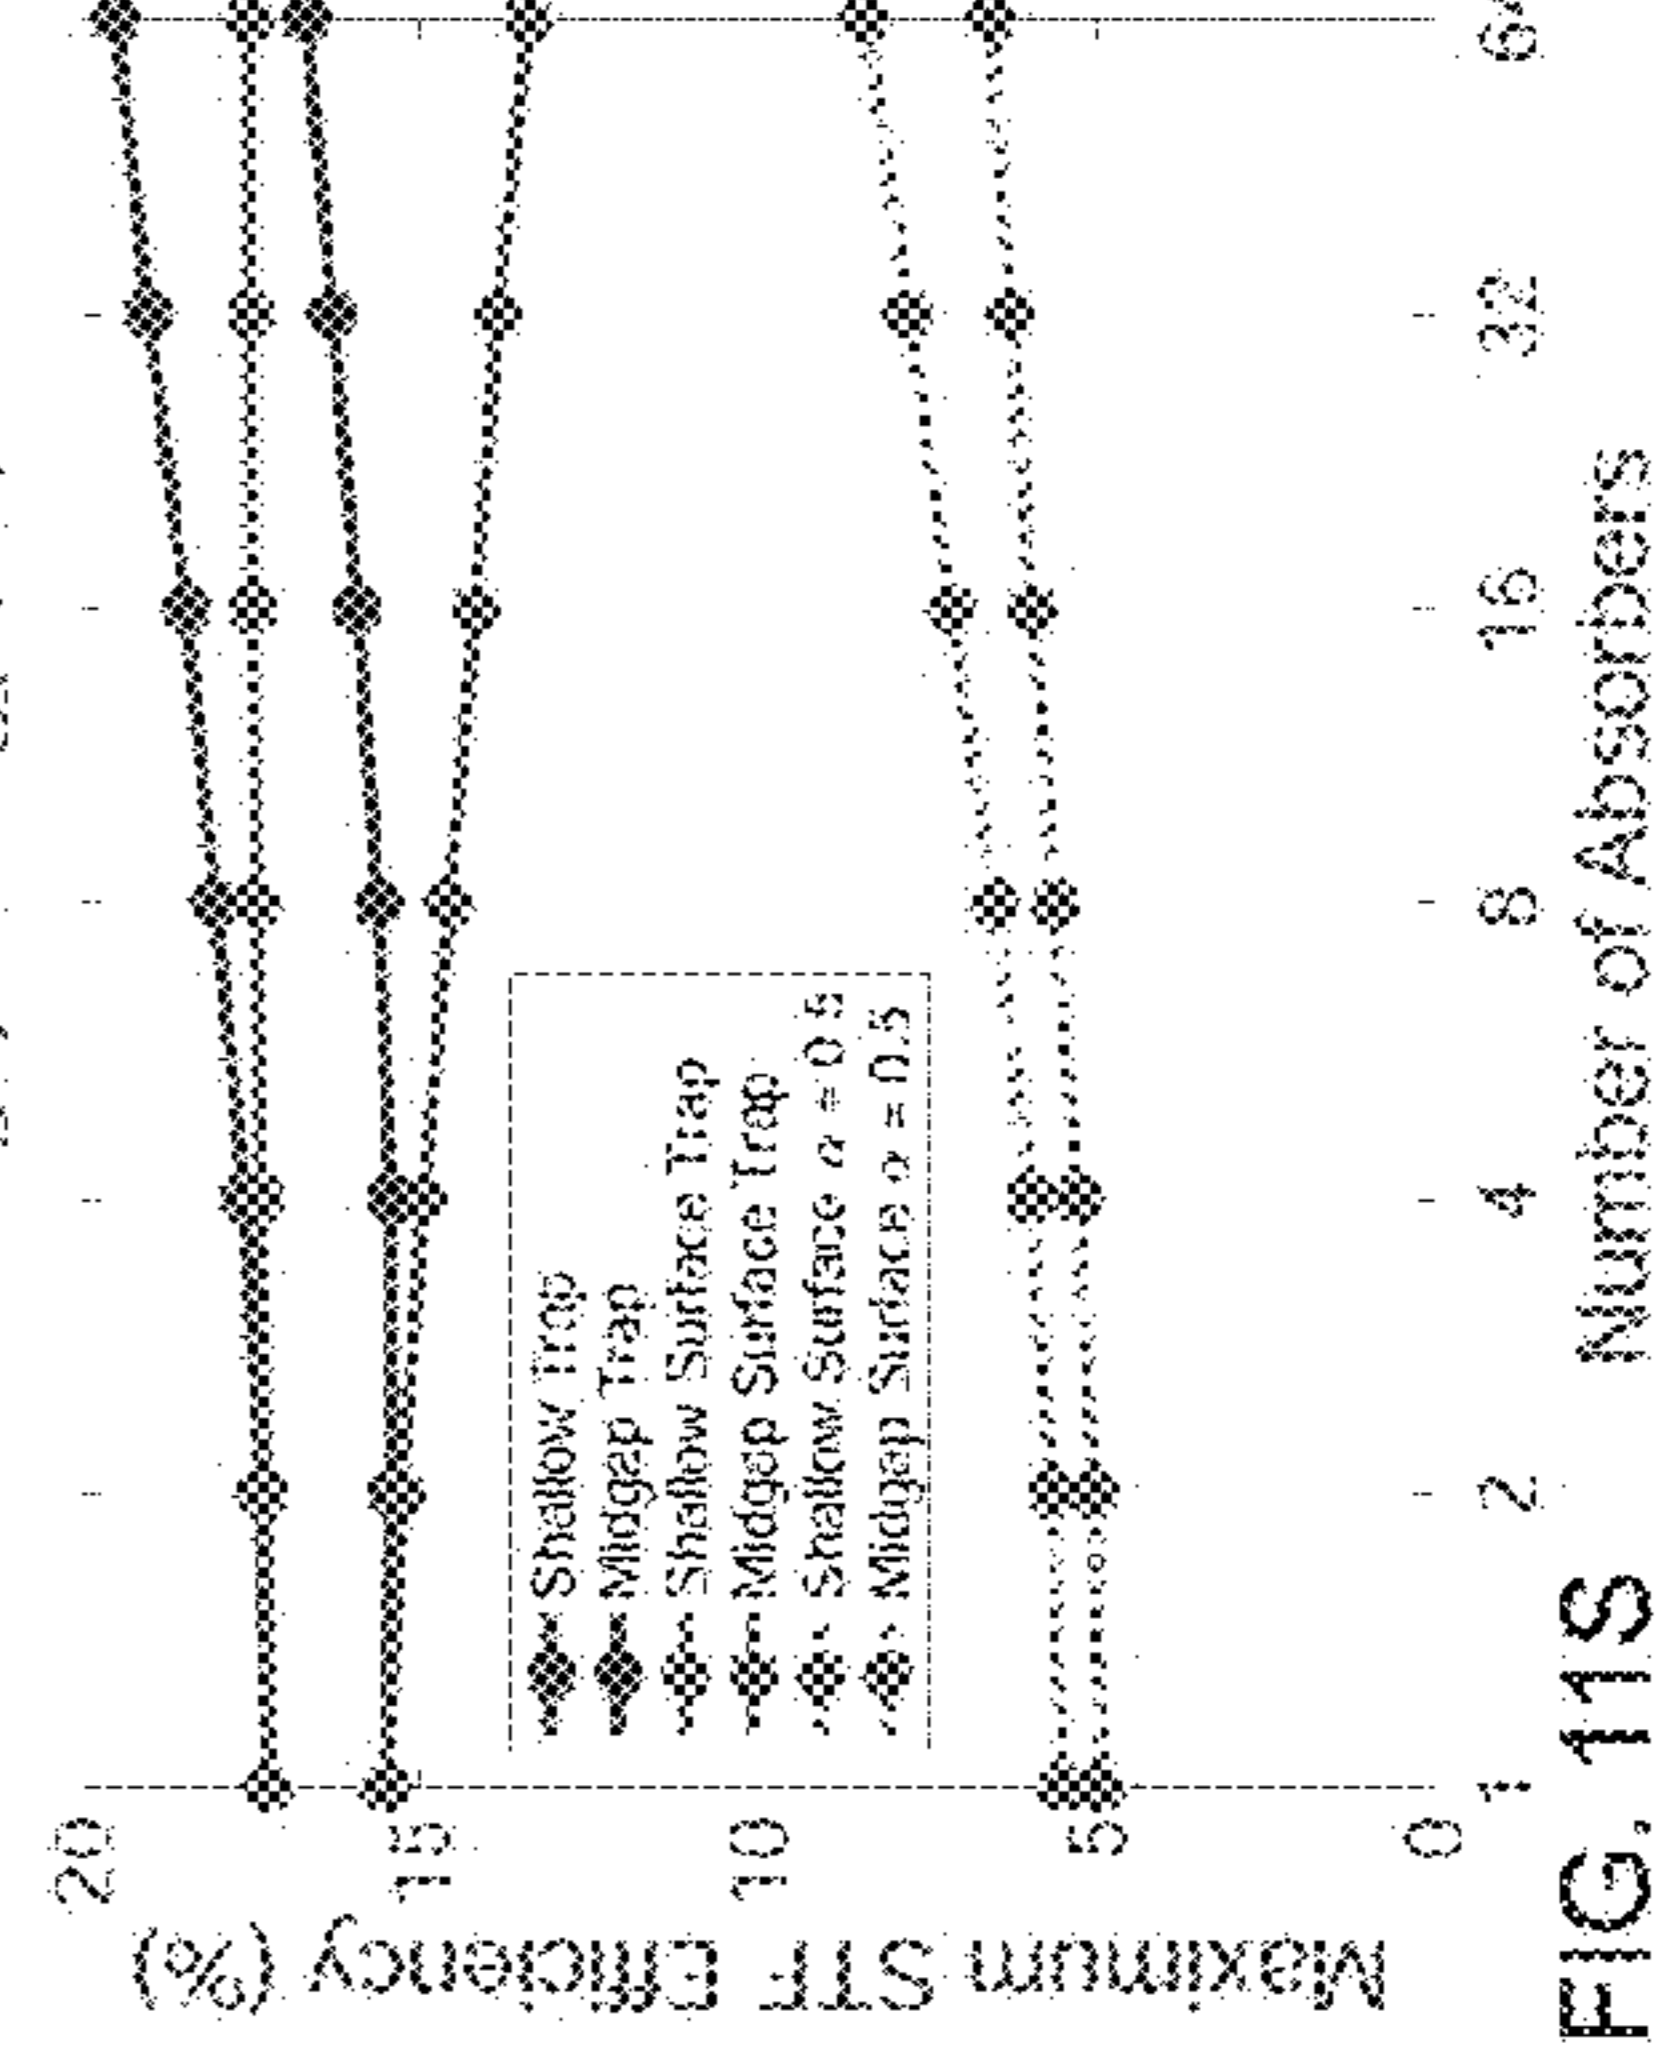 Maximum STF Efficiency (%)
20
15
10
5
0
Shallow Trap
Midgap Trap
Shallow Surface Trap
Midgap Surface Trap
Shallow Surface α = 0.5
Midgap Surface α = 0.5
1 2 4 8 16 32 64
Number of Absorbers
FIG. 11S